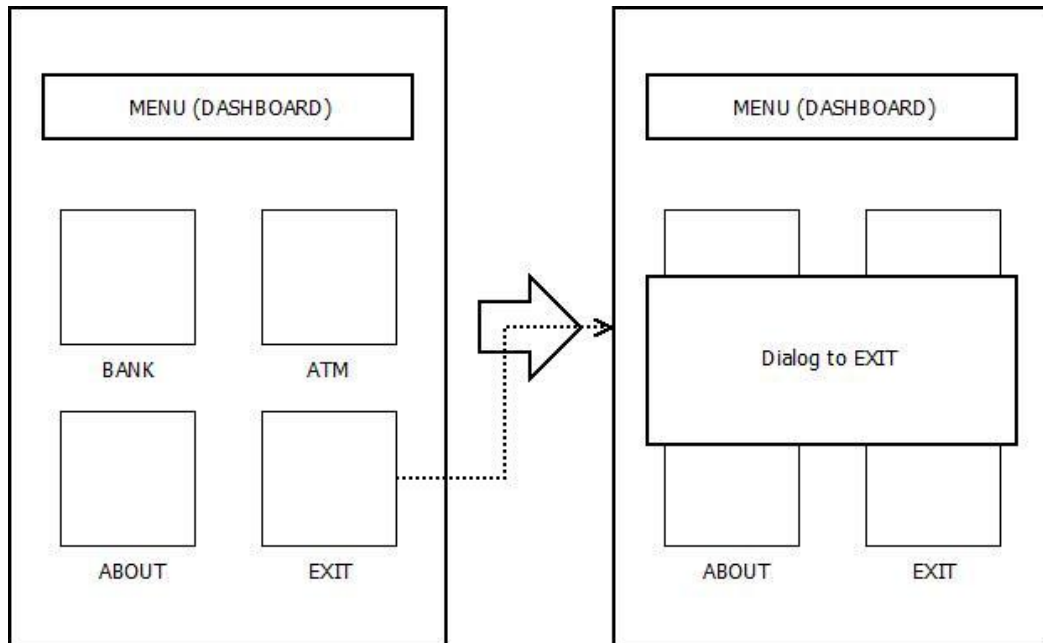 MENU (DASHBOARD)
BANK
ATM
ABOUT
EXIT
MENU (DASHBOARD)
Dialog to EXIT
ABOUT
EXIT